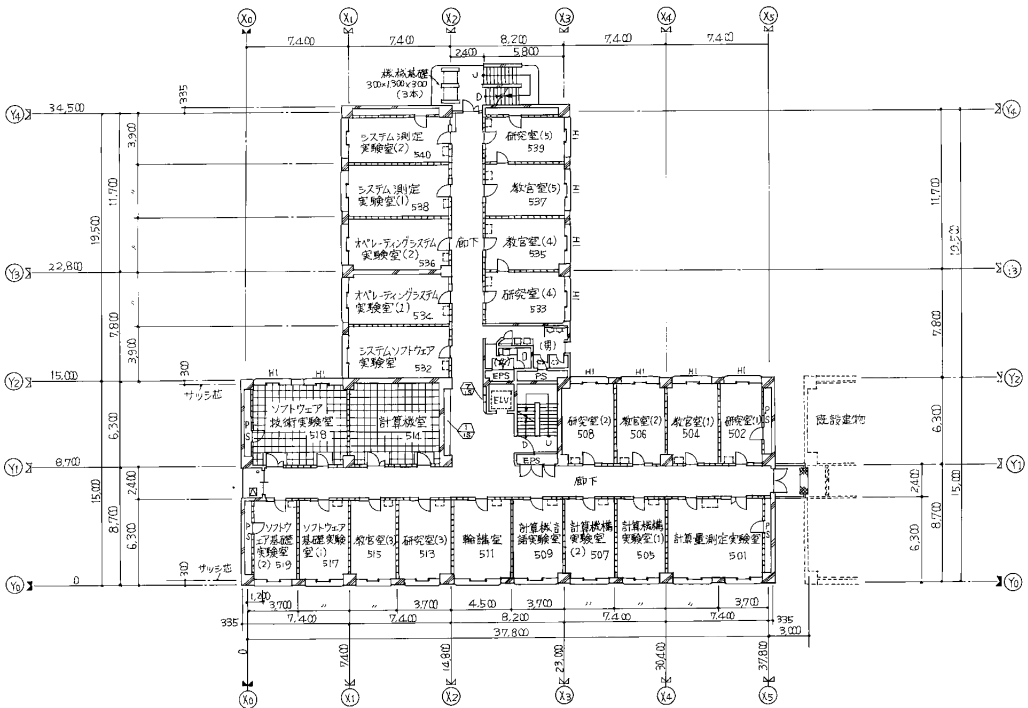 X0 X1 X2 X3 X4 X5
7,400 7,400 8,200 7,400 7,400
2,400 5,800
機械基礎
300×1,300×300
(3本)
U
D
335
Y4 34,500 Y4
3,900
システム測定
実験室(2) 540
研究室(5)
539
H
システム測定
実験室(1)
538
教官室(5)
537
H
11,700 11,700
19,500 19,500
〃
オペレーティングシステム
実験室(2)
536
廊下
教官室(4)
535
H
Y3 22,800
オペレーティングシステム
実験室(1)
534
研究室(4)
533
H
7,800 7,800
システムソフトウェア
実験室
532
3,900
(男)
EPS PS
Y2 15,000 Y2
300
サッシ芯
H1 H1
H1 H1 H1
ELV
ソフトウェア
技術実験室
518
計算機室
514
PS
研究室(2)
508
教官室(2)
506
教官室(1)
504
研究室(1)
502
PS
既設建物
6,300 6,300
D U
EPS
Y1 8,700 Y1
廊下
2,400 2,400
15,000 15,000
8,700 8,700
6,300 6,300
PS
ソフトウ
ェア基礎
実験室
(2) 519
ソフトウェア
基礎実験
室(1)
517
教官室(3)
515
研究室(3)
513
輪講室
511
計算機言
語実験室
509
計算機構
実験室
(2) 507
計算機構
実験室(1)
505
計算量測定実験室
501
PS
サッシ芯
300
Y0 0 Y0
1,200
3,700 〃 〃 3,700 4,500 3,700 〃 〃 〃 3,700
335 7,400 7,400 8,200 7,400 7,400 335
37,800 3,000
0 7,400 14,800 23,000 30,400 37,800
X0 X1 X2 X3 X4 X5